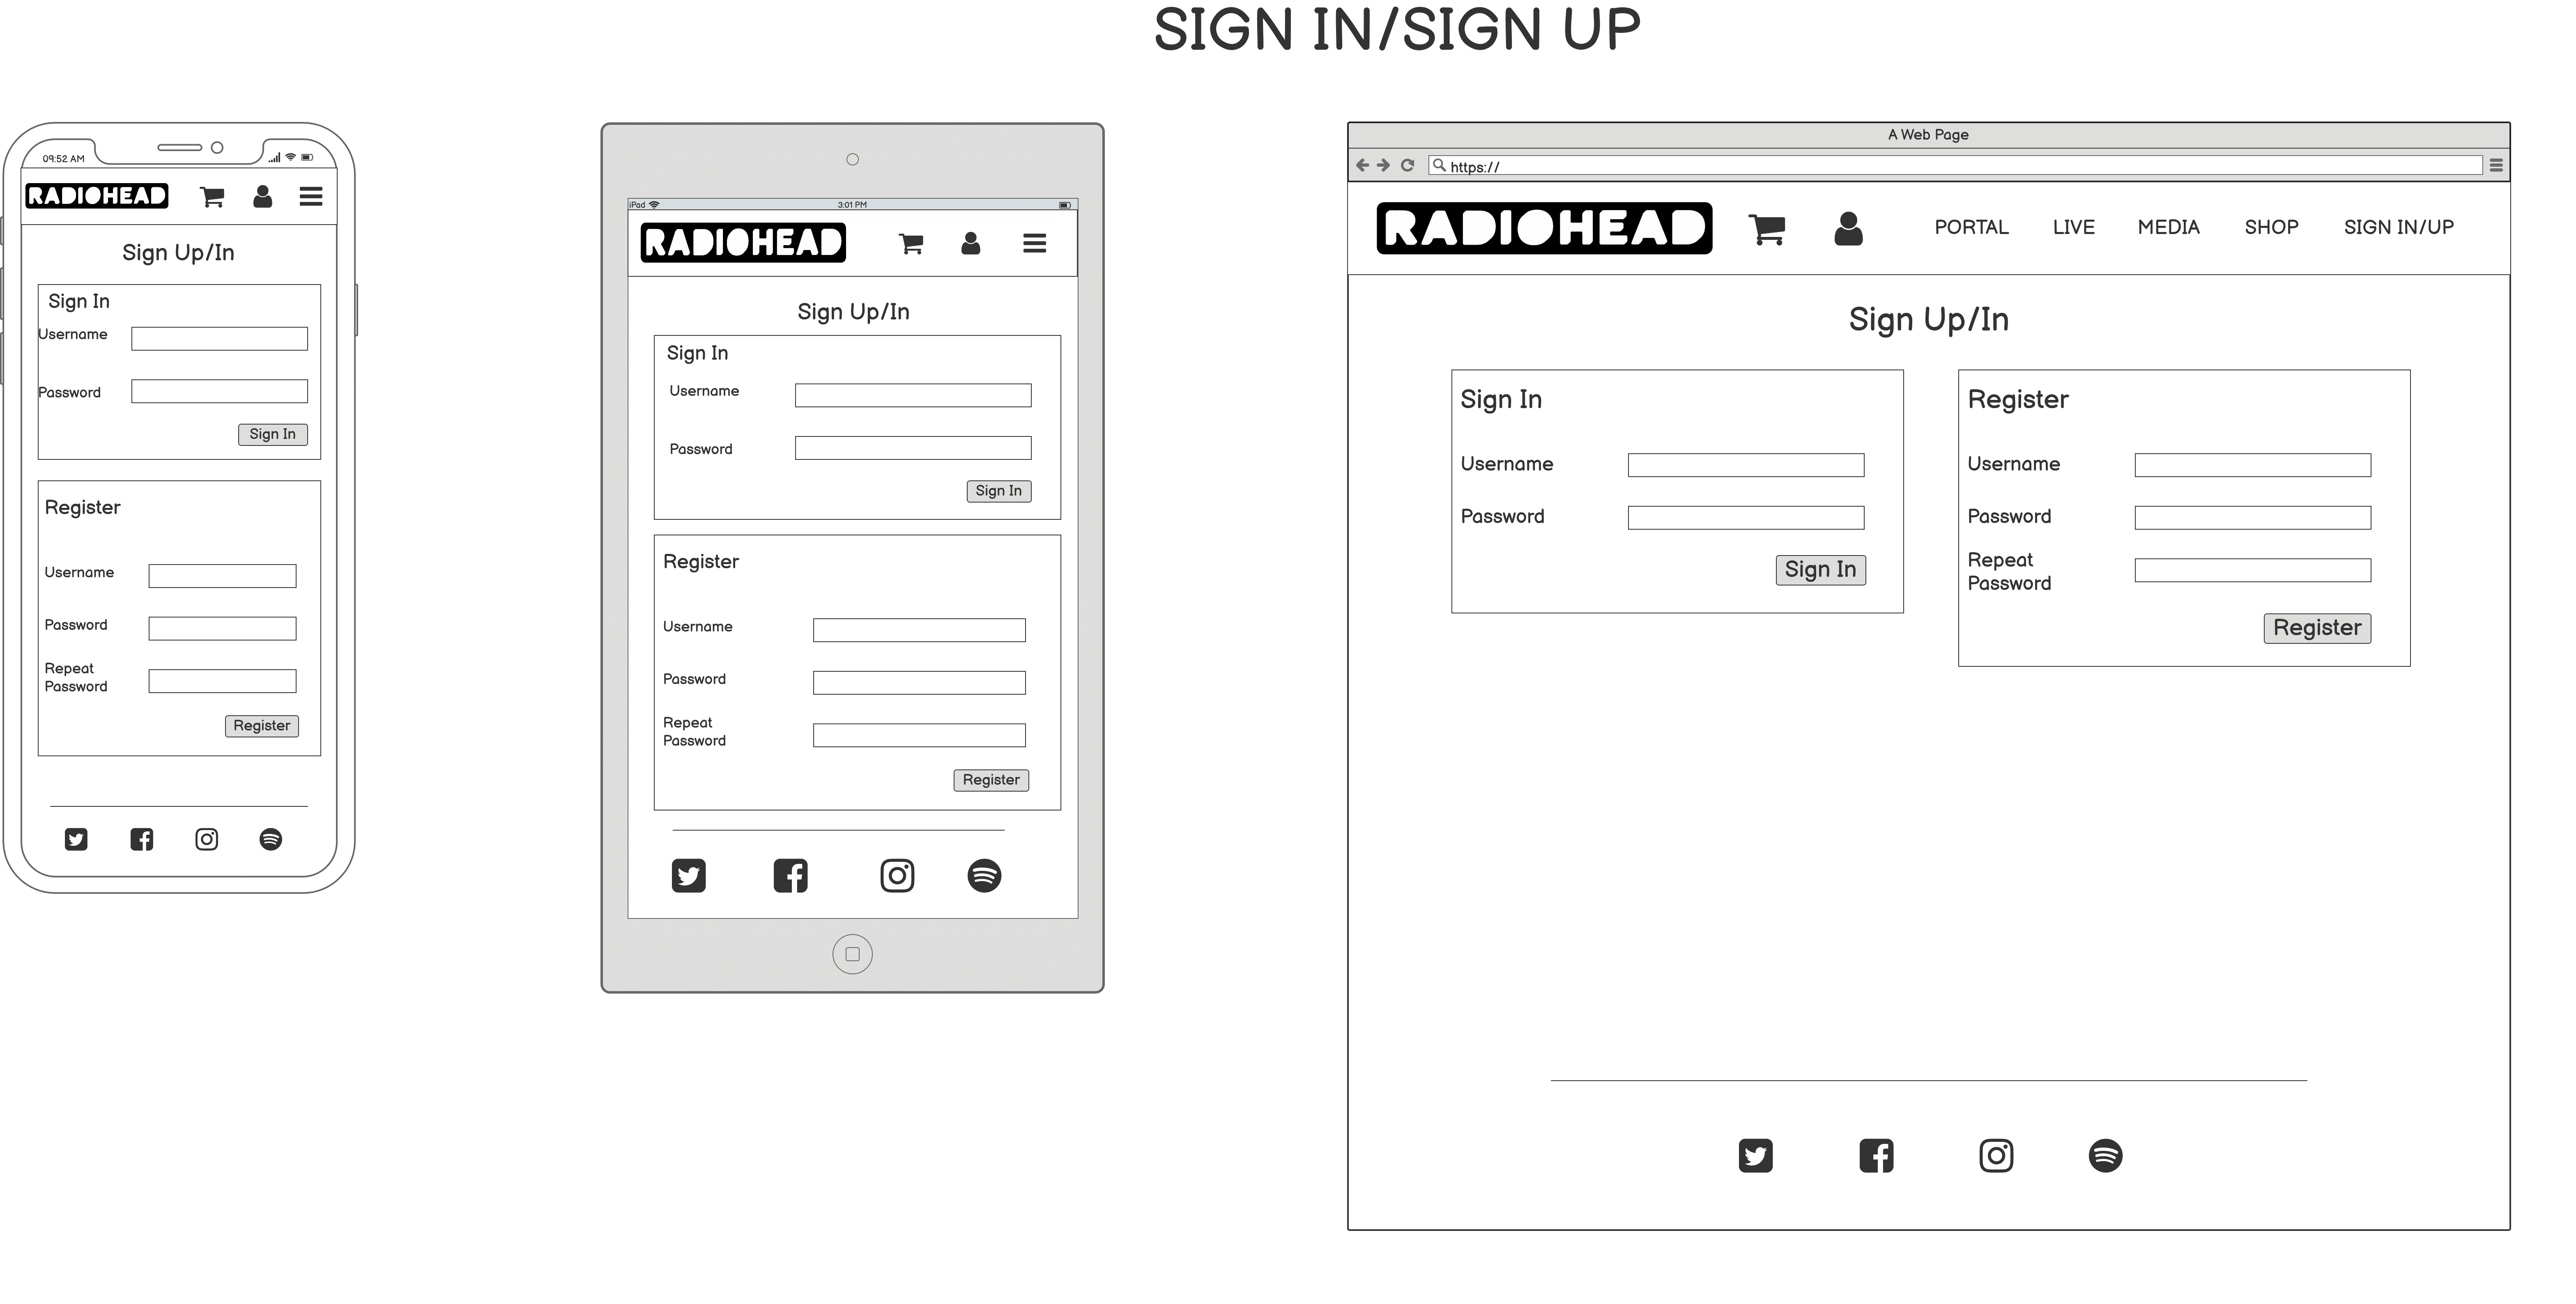 SIGN IN/SIGN UP
09:52 AM
RADIOHEAD
Sign Up/In
Sign In
Username
Password
Sign In
Register
Username
Password
Repeat
Password
Register
iPad
3:01 PM
RADIOHEAD
Sign Up/In
Sign In
Username
Password
Sign In
Register
Username
Password
Repeat
Password
Register
A Web Page
https://
RADIOHEAD
PORTAL LIVE MEDIA SHOP SIGN IN/UP
Sign Up/In
Sign In
Username
Password
Sign In
Register
Username
Password
Repeat
Password
Register